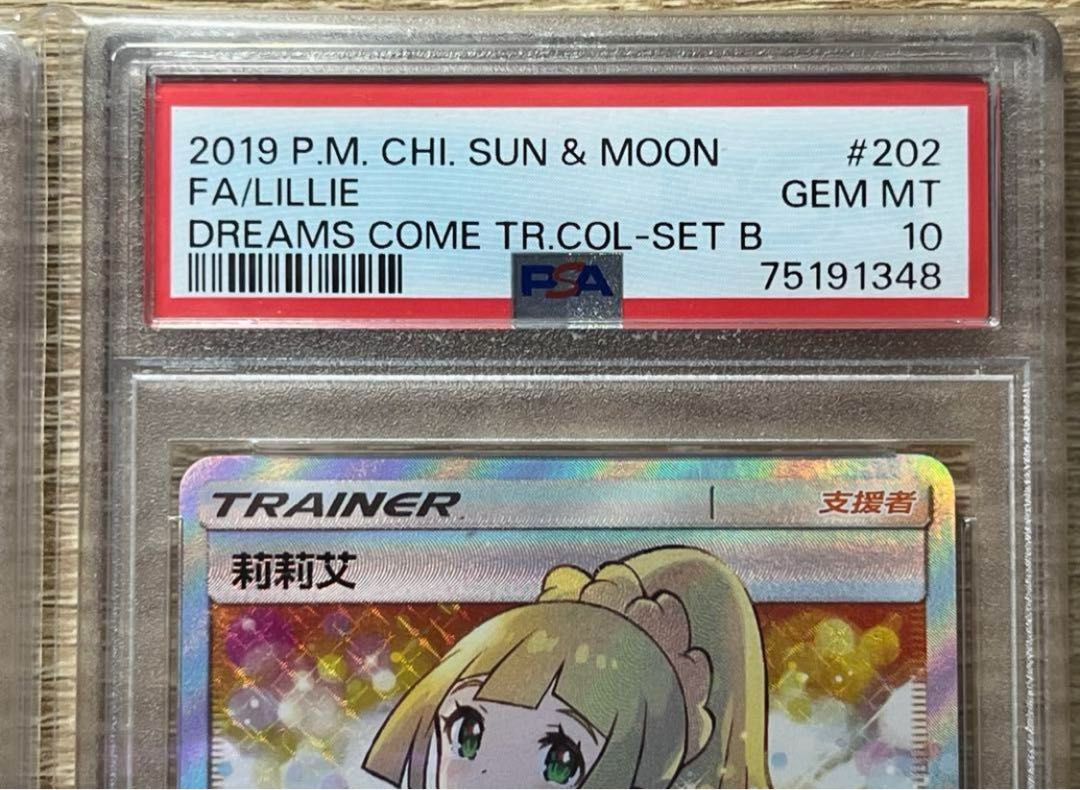 2019 P.M. CHI. SUN & MOON #202
FA/LILLIE GEM MT
DREAMS COME TR.COL-SET B 10
PSA 75191348
TRAINER 支援者
莉莉艾